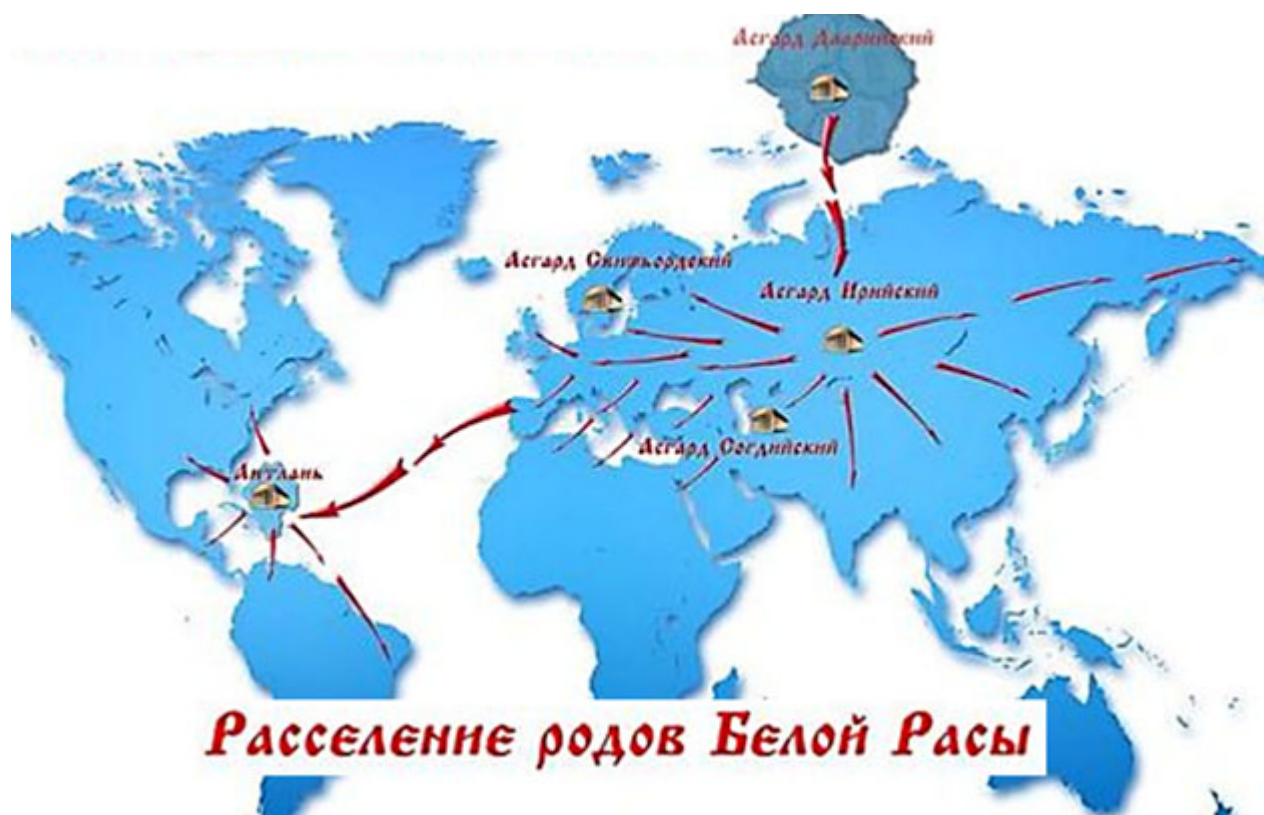 Асгард Даарийский
Асгард Свитьордский
Асгард Ирийский
Асгард Согдийский
Антлань
Расселение родов Белой Расы